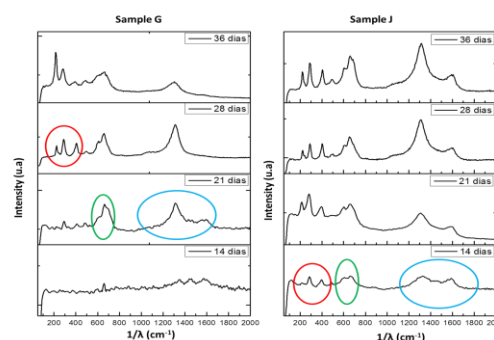 Sample G
36 dias
28 dias
21 dias
14 dias
Intensity (u.a)
200 400 600 800 1000 1200 1400 1600 1800 2000
1/λ (cm⁻¹)
Sample J
36 dias
28 dias
21 dias
14 dias
Intensity (u.a)
200 400 600 800 1000 1200 1400 1600 1800 2000
1/λ (cm⁻¹)